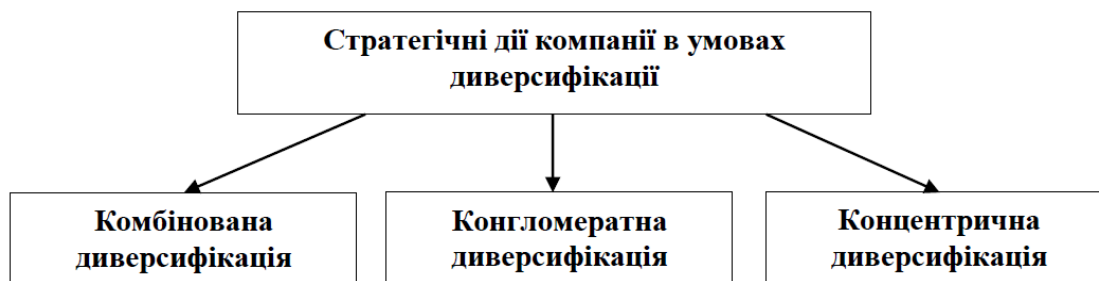 Стратегічні дії компанії в умовах
диверсифікації
Комбінована
диверсифікація
Конгломератна
диверсифікація
Концентрична
диверсифікація